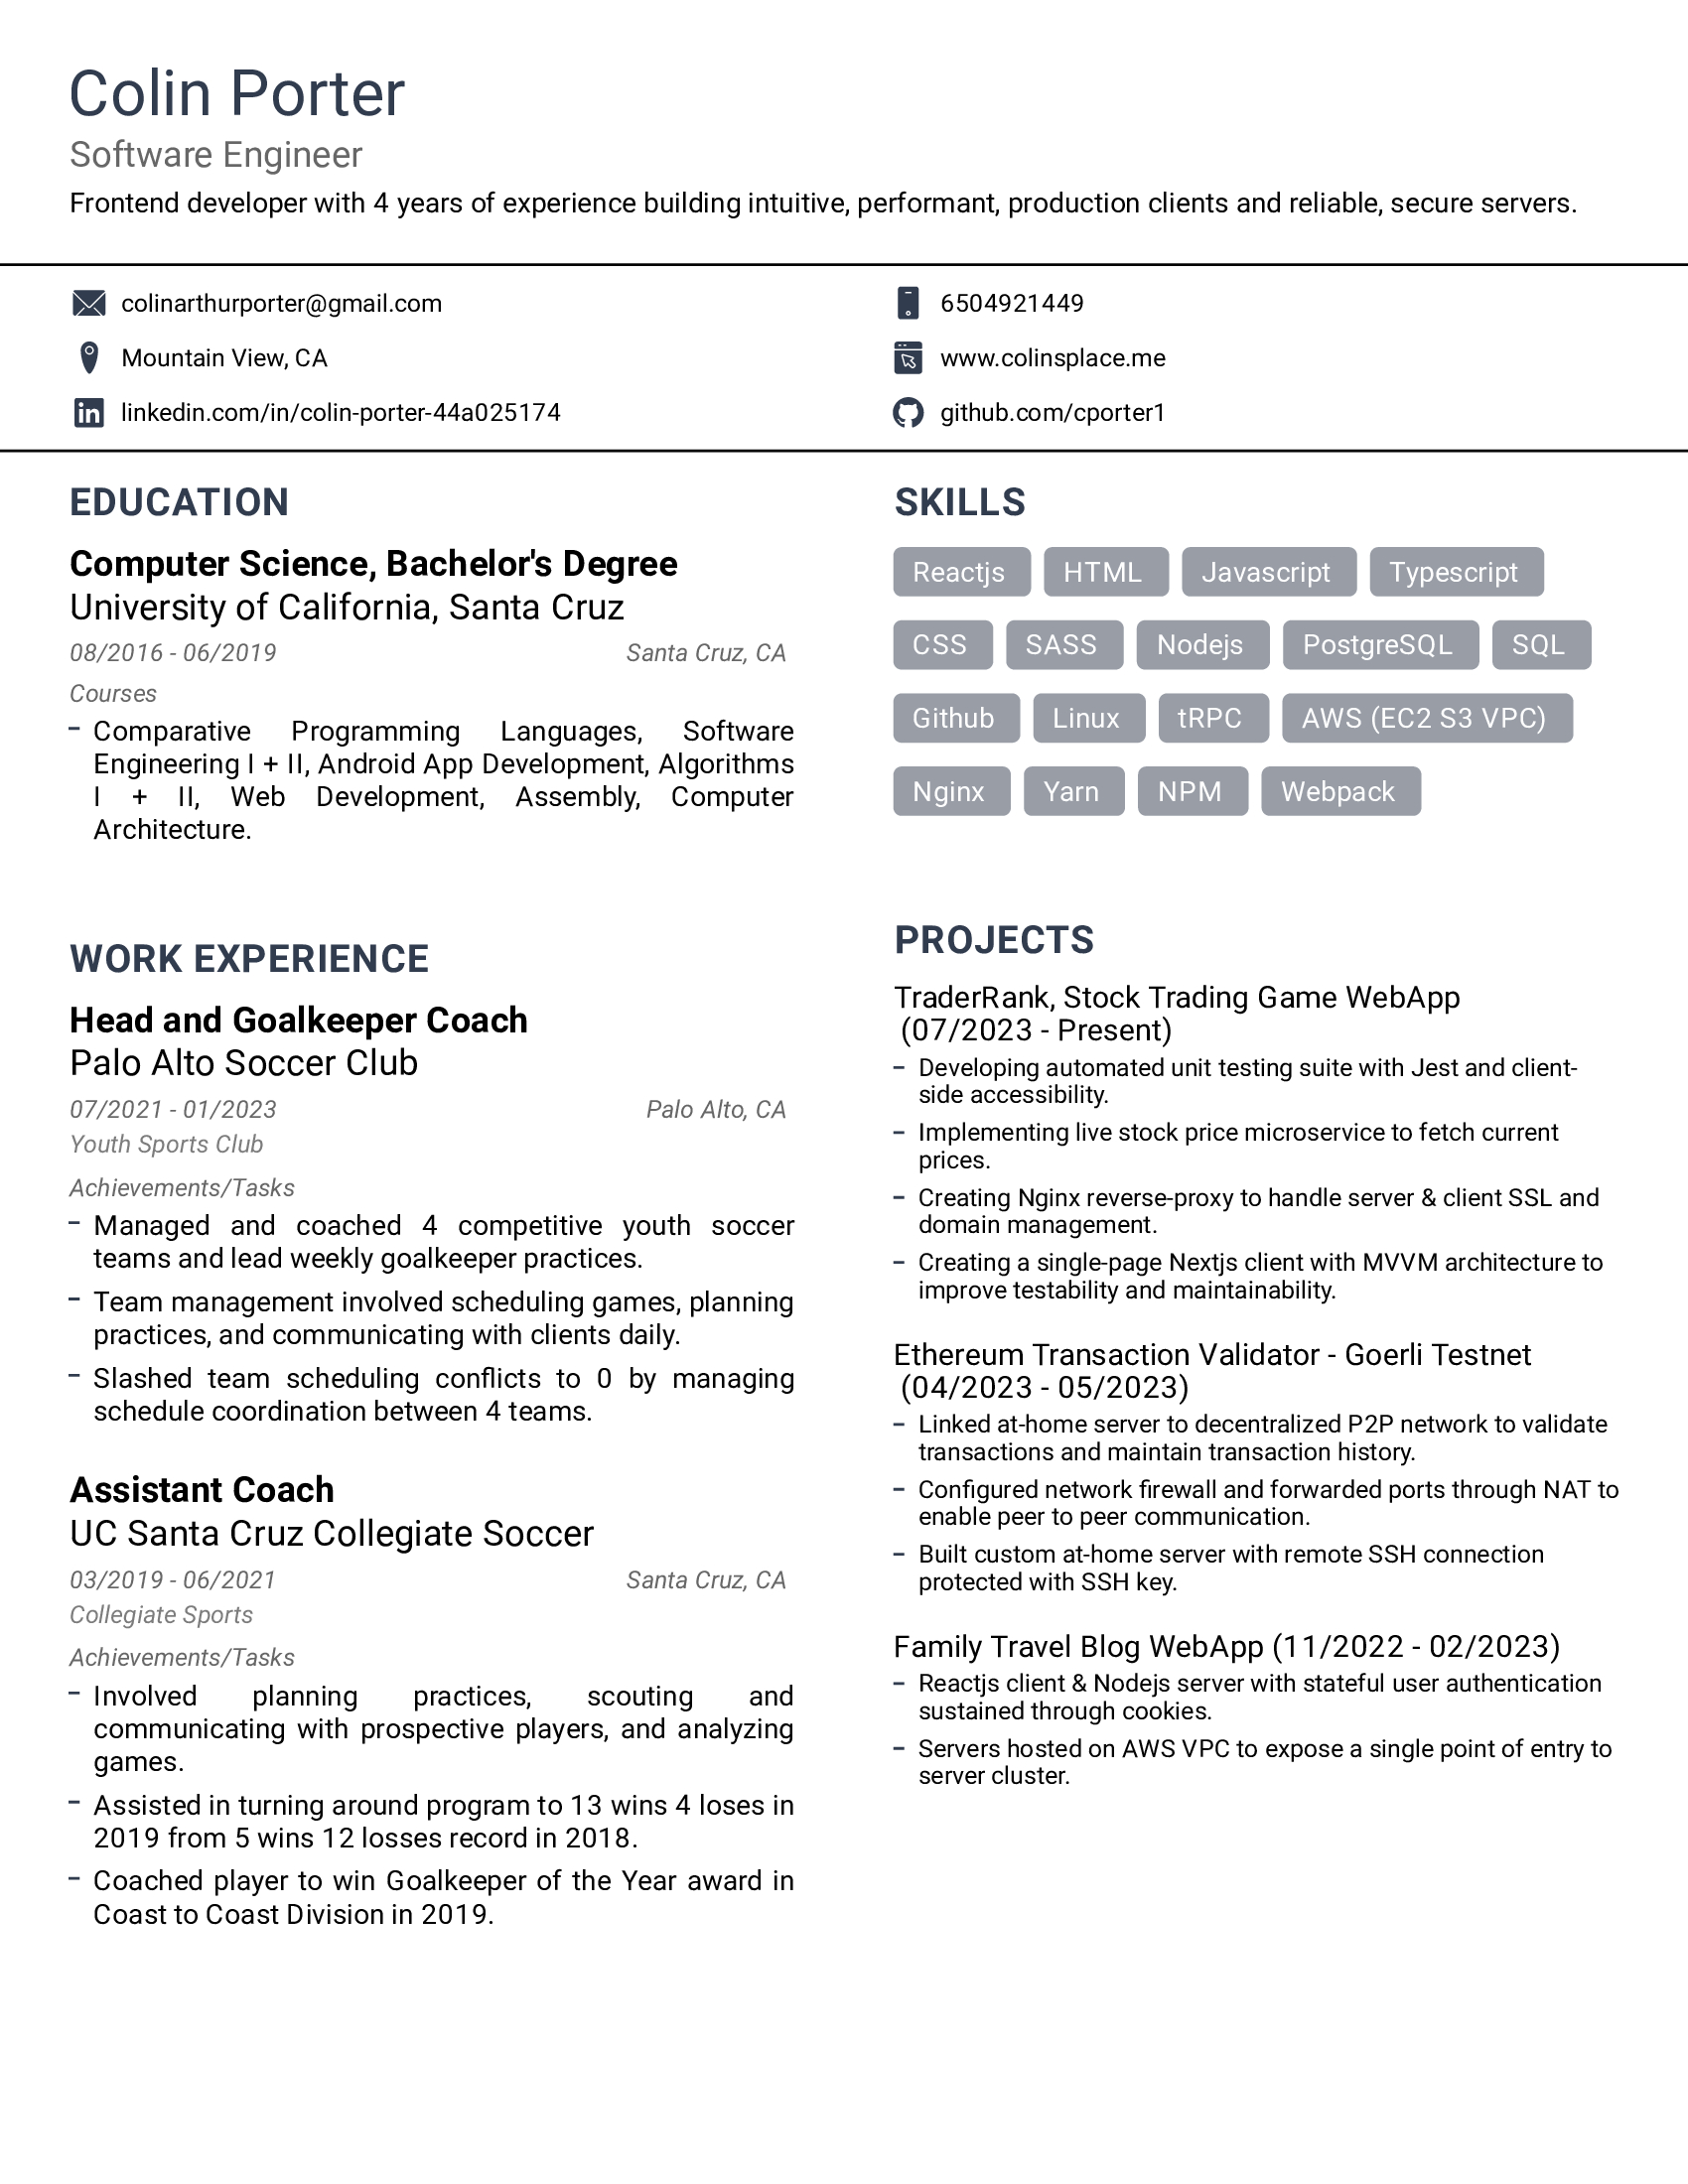 Colin Porter
Software Engineer
Frontend developer with 4 years of experience building intuitive, performant, production clients and reliable, secure servers.
colinarthurporter@gmail.com
6504921449
Mountain View, CA
www.colinsplace.me
linkedin.com/in/colin-porter-44a025174
github.com/cporter1
EDUCATION
Computer Science, Bachelor's Degree
University of California, Santa Cruz
08/2016 - 06/2019 Santa Cruz, CA
Courses
– Comparative Programming Languages, Software
Engineering I + II, Android App Development, Algorithms
I + II, Web Development, Assembly, Computer
Architecture.
WORK EXPERIENCE
Head and Goalkeeper Coach
Palo Alto Soccer Club
07/2021 - 01/2023 Palo Alto, CA
Youth Sports Club
Achievements/Tasks
– Managed and coached 4 competitive youth soccer
teams and lead weekly goalkeeper practices.
– Team management involved scheduling games, planning
practices, and communicating with clients daily.
– Slashed team scheduling conflicts to 0 by managing
schedule coordination between 4 teams.
Assistant Coach
UC Santa Cruz Collegiate Soccer
03/2019 - 06/2021 Santa Cruz, CA
Collegiate Sports
Achievements/Tasks
– Involved planning practices, scouting and
communicating with prospective players, and analyzing
games.
– Assisted in turning around program to 13 wins 4 loses in
2019 from 5 wins 12 losses record in 2018.
– Coached player to win Goalkeeper of the Year award in
Coast to Coast Division in 2019.
SKILLS
Reactjs HTML Javascript Typescript
CSS SASS Nodejs PostgreSQL SQL
Github Linux tRPC AWS (EC2 S3 VPC)
Nginx Yarn NPM Webpack
PROJECTS
TraderRank, Stock Trading Game WebApp
(07/2023 - Present)
– Developing automated unit testing suite with Jest and client-
side accessibility.
– Implementing live stock price microservice to fetch current
prices.
– Creating Nginx reverse-proxy to handle server & client SSL and
domain management.
– Creating a single-page Nextjs client with MVVM architecture to
improve testability and maintainability.
Ethereum Transaction Validator - Goerli Testnet
(04/2023 - 05/2023)
– Linked at-home server to decentralized P2P network to validate
transactions and maintain transaction history.
– Configured network firewall and forwarded ports through NAT to
enable peer to peer communication.
– Built custom at-home server with remote SSH connection
protected with SSH key.
Family Travel Blog WebApp (11/2022 - 02/2023)
– Reactjs client & Nodejs server with stateful user authentication
sustained through cookies.
– Servers hosted on AWS VPC to expose a single point of entry to
server cluster.